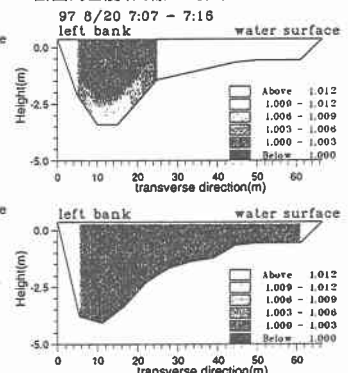 97 8/20 7:07 - 7:16
left bank water surface
Height(m)
0.0
-2.5
-5.0
Above 1.012
1.009 - 1.012
1.006 - 1.009
1.003 - 1.006
1.000 - 1.003
Below 1.000
0 10 20 30 40 50 60
transverse direction(m)
left bank water surface
Height(m)
0.0
-2.5
-5.0
Above 1.012
1.009 - 1.012
1.006 - 1.009
1.003 - 1.006
1.000 - 1.003
Below 1.000
0 10 20 30 40 50 60
transverse direction(m)